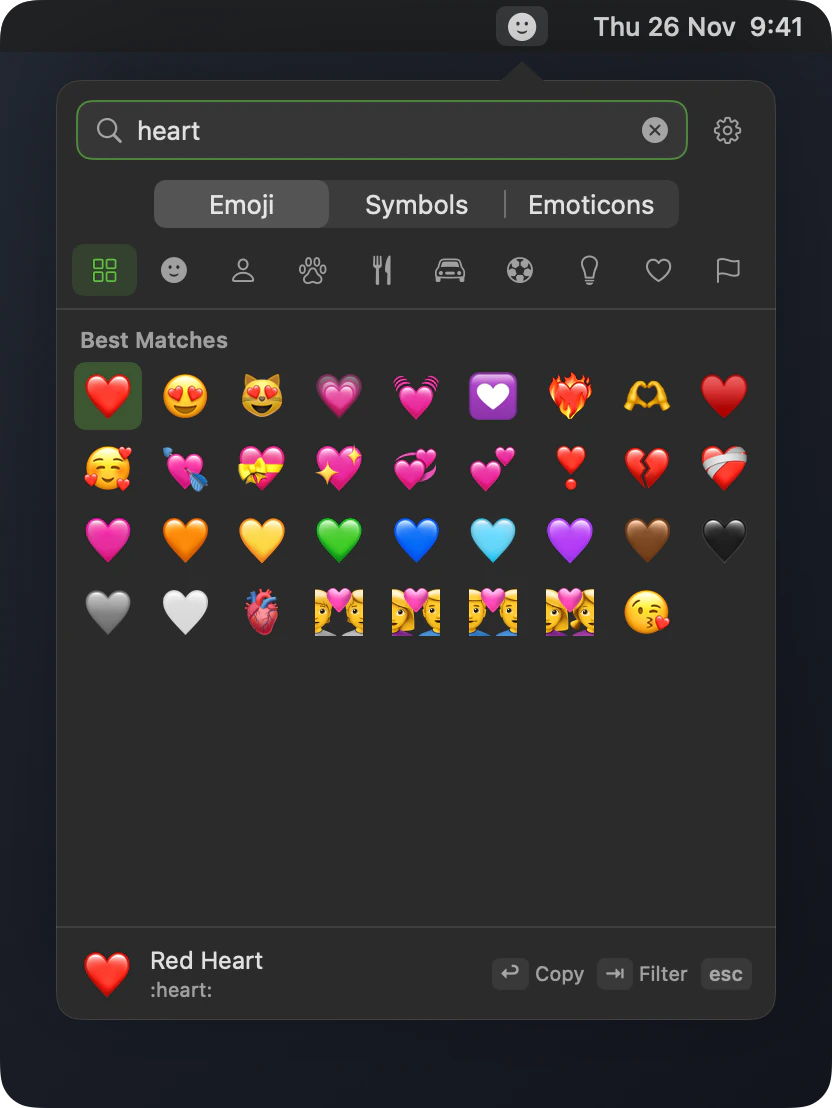 Thu 26 Nov 9:41
heart
Emoji Symbols Emoticons
Best Matches
Red Heart
:heart:
Copy Filter esc